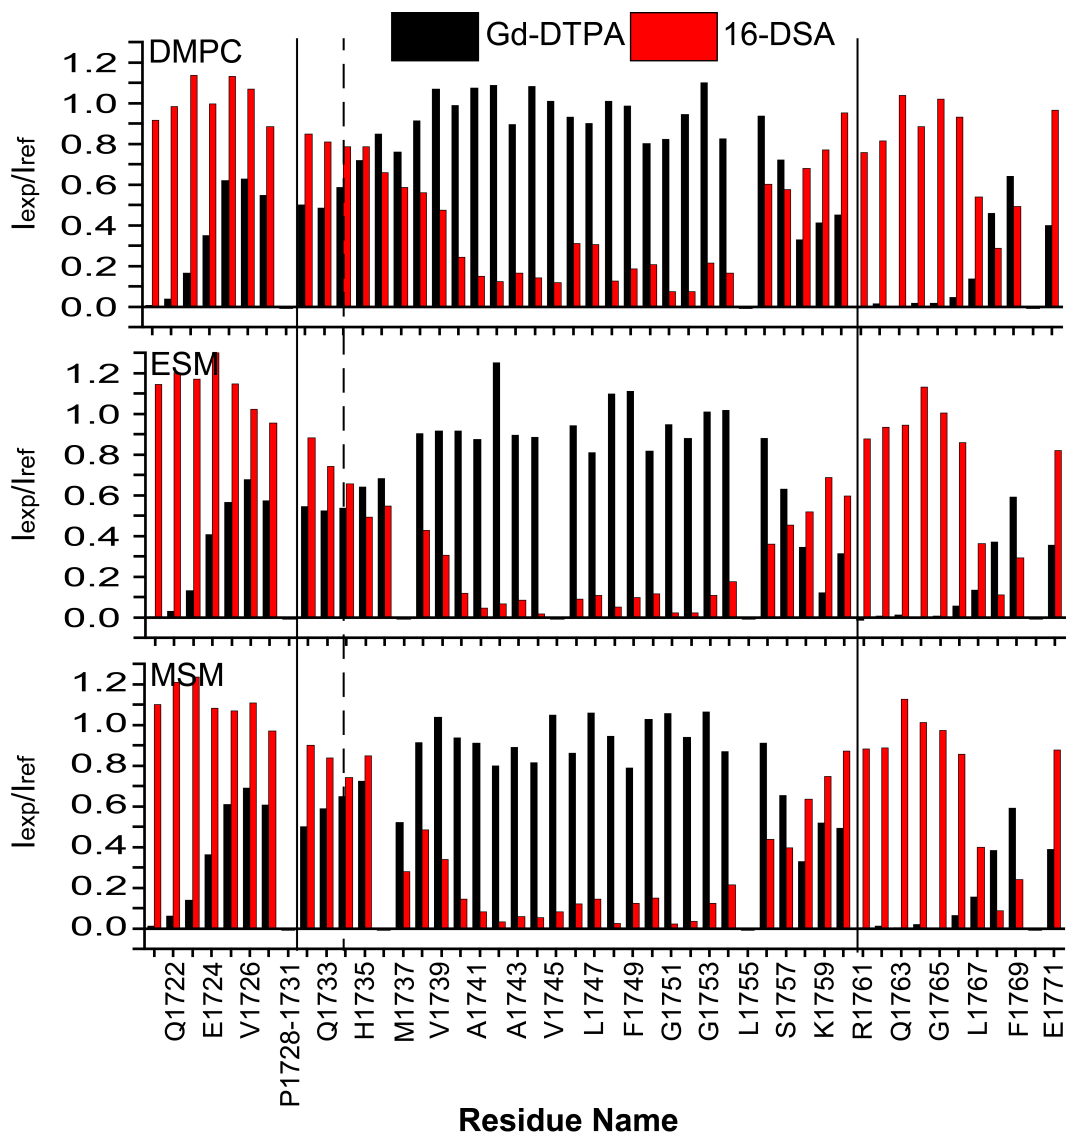 Gd-DTPA 16-DSA
DMPC
1.2
1.0
0.8
0.6
0.4
0.2
0.0
Iexp/Iref
ESM
1.2
1.0
0.8
0.6
0.4
0.2
0.0
Iexp/Iref
MSM
1.2
1.0
0.8
0.6
0.4
0.2
0.0
Iexp/Iref
Q1722
E1724
V1726
P1728-1731
Q1733
H1735
M1737
V1739
A1741
A1743
V1745
L1747
F1749
G1751
G1753
L1755
S1757
K1759
R1761
Q1763
G1765
L1767
F1769
E1771
Residue Name